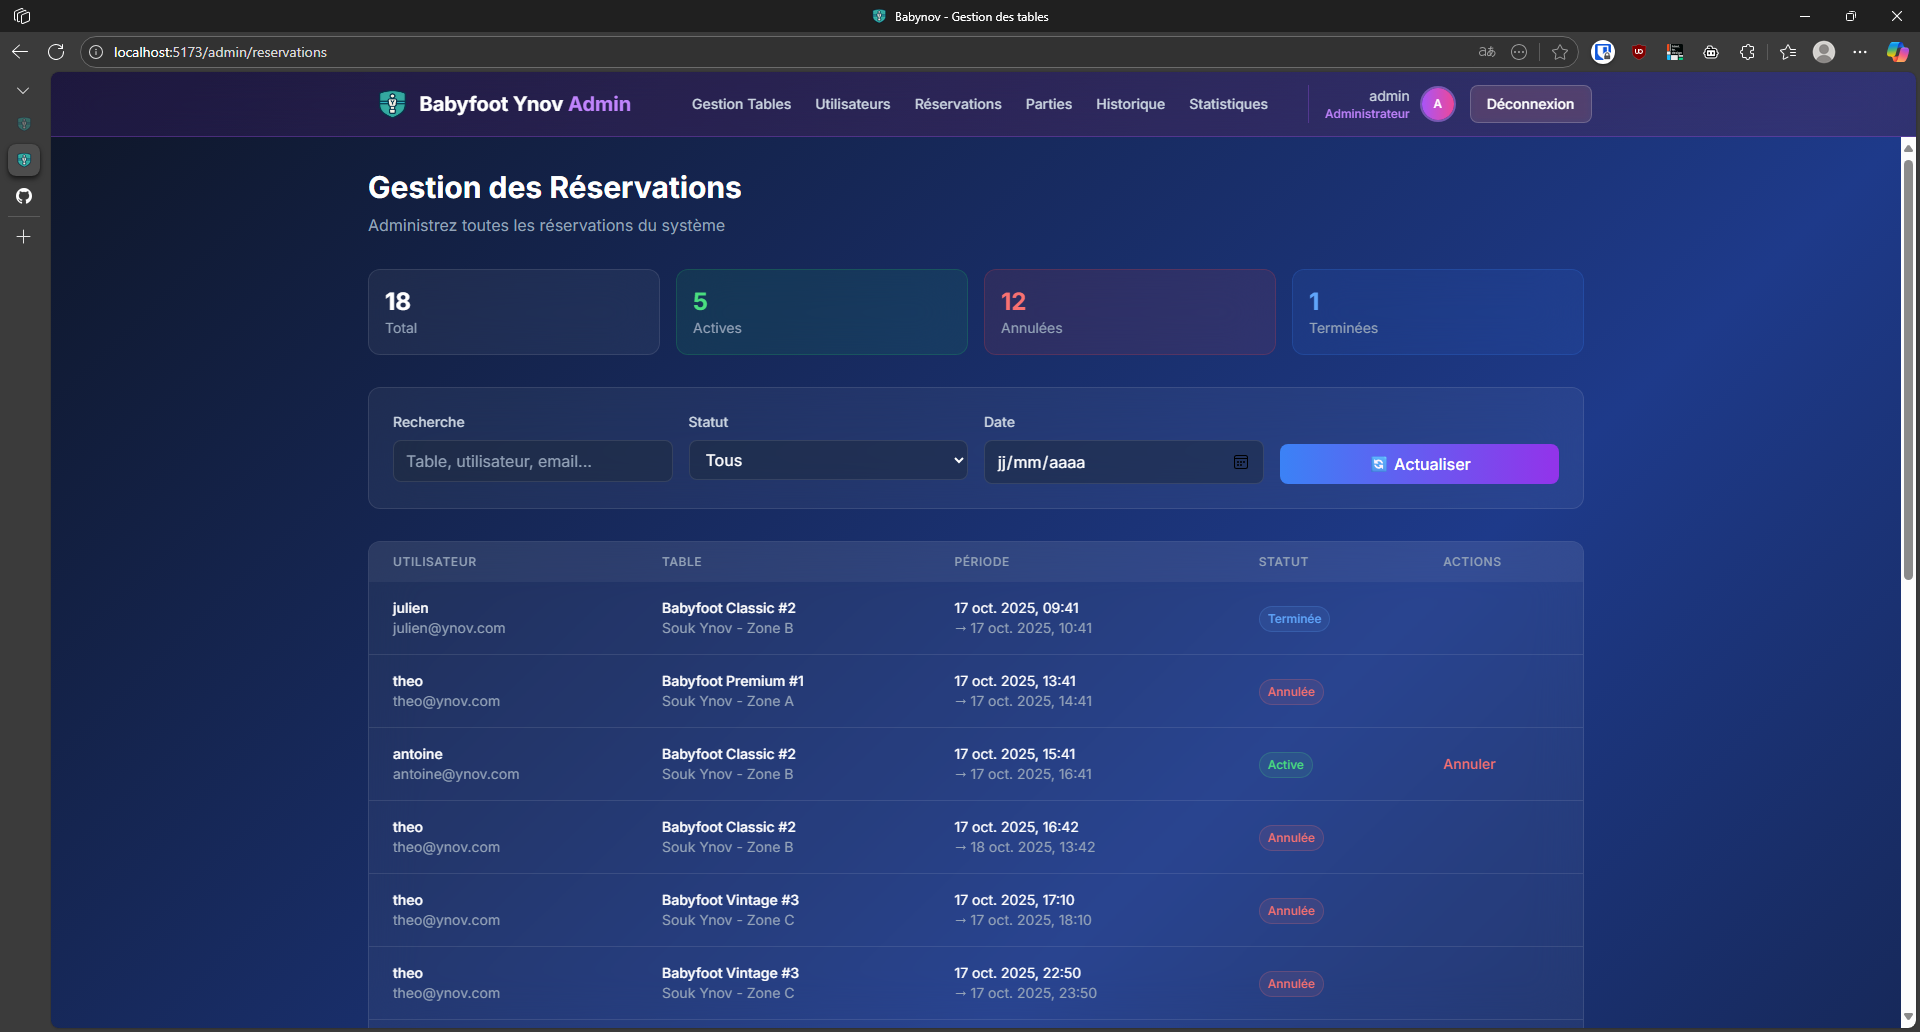 Babynov - Gestion des tables
localhost:5173/admin/reservations
Babyfoot Ynov Admin
Gestion Tables
Utilisateurs
Réservations
Parties
Historique
Statistiques
admin
Administrateur
A
Déconnexion
Gestion des Réservations
Administrez toutes les réservations du système
18
Total
5
Actives
12
Annulées
1
Terminées
Recherche
Table, utilisateur, email...
Statut
Tous
Date
jj/mm/aaaa
Actualiser
UTILISATEUR TABLE PÉRIODE STATUT ACTIONS
julien Babyfoot Classic #2 17 oct. 2025, 09:41
julien@ynov.com Souk Ynov - Zone B → 17 oct. 2025, 10:41
Terminée
theo Babyfoot Premium #1 17 oct. 2025, 13:41
theo@ynov.com Souk Ynov - Zone A → 17 oct. 2025, 14:41
Annulée
antoine Babyfoot Classic #2 17 oct. 2025, 15:41
antoine@ynov.com Souk Ynov - Zone B → 17 oct. 2025, 16:41
Active Annuler
theo Babyfoot Classic #2 17 oct. 2025, 16:42
theo@ynov.com Souk Ynov - Zone B → 18 oct. 2025, 13:42
Annulée
theo Babyfoot Vintage #3 17 oct. 2025, 17:10
theo@ynov.com Souk Ynov - Zone C → 17 oct. 2025, 18:10
Annulée
theo Babyfoot Vintage #3 17 oct. 2025, 22:50
theo@ynov.com Souk Ynov - Zone C → 17 oct. 2025, 23:50
Annulée